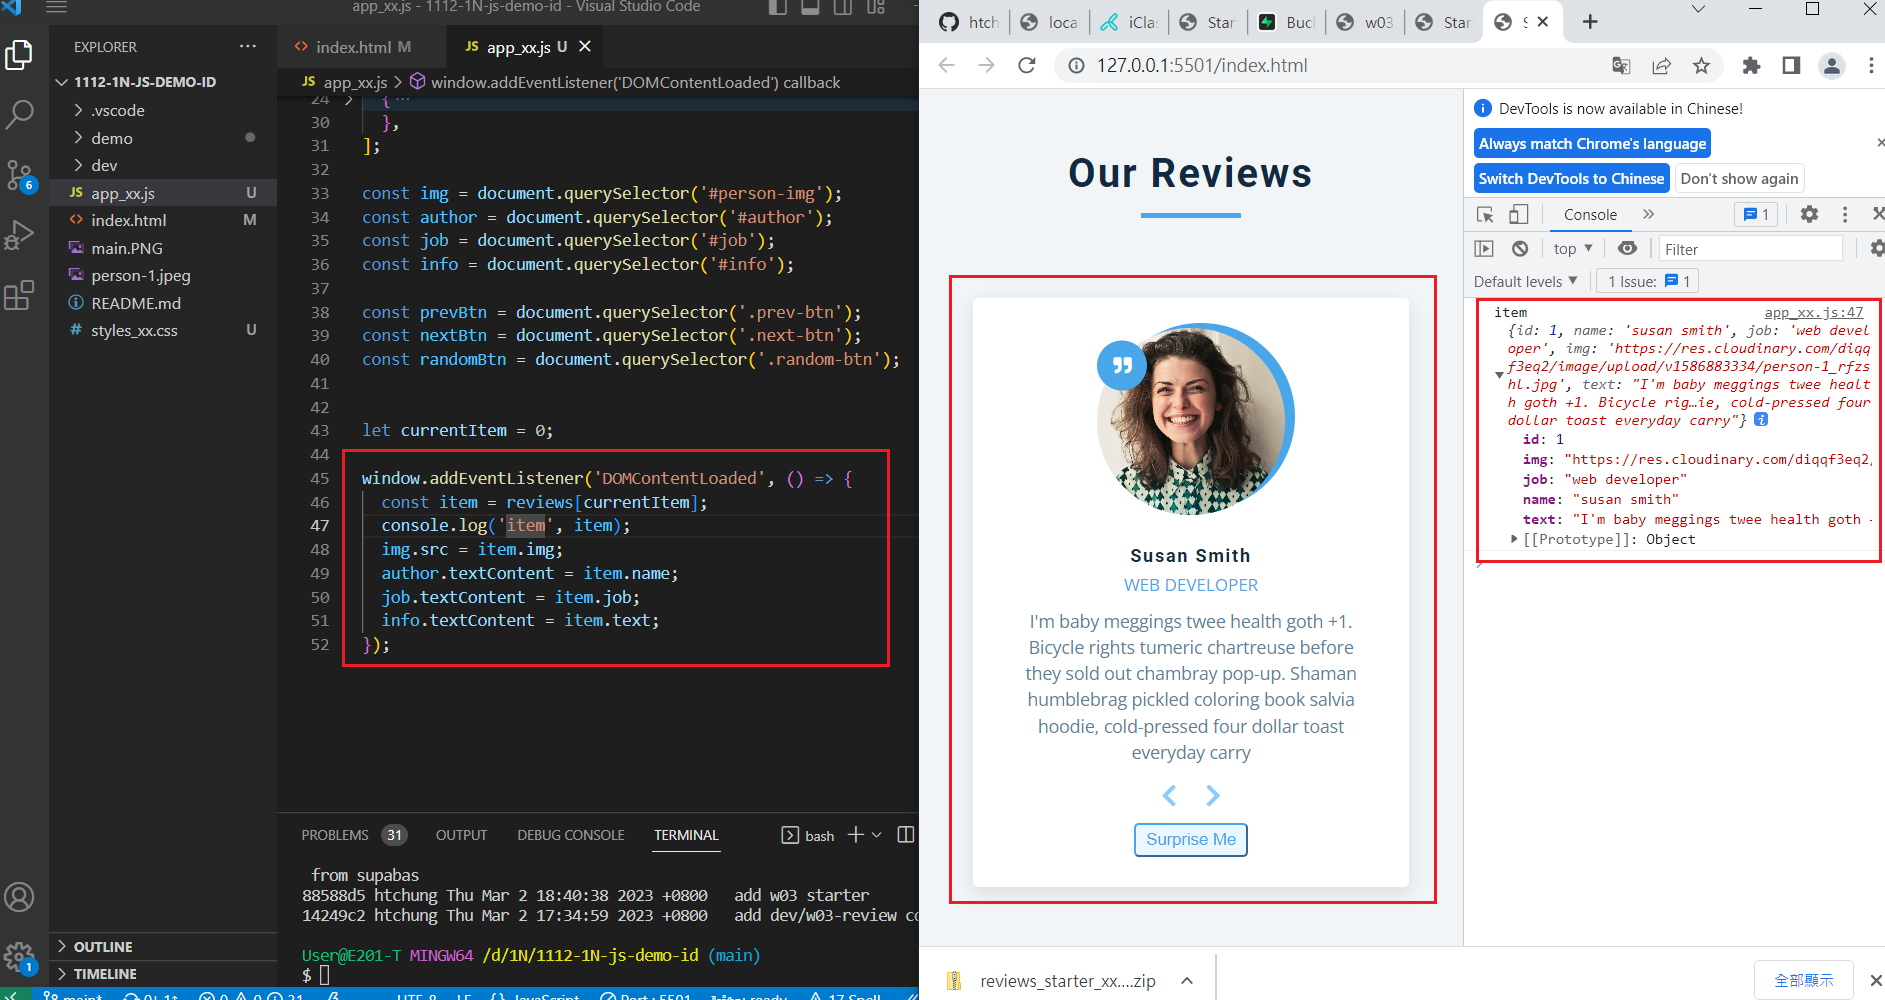 app_xx.js - 1112-1N-js-demo-id - Visual Studio Code
EXPLORER
1112-1N-JS-DEMO-ID
.vscode
demo
dev
JS app_xx.js U
<> index.html M
main.PNG
person-1.jpeg
README.md
# styles_xx.css U
OUTLINE
TIMELINE
6
1
<> index.html M
JS app_xx.js U
JS app_xx.js > window.addEventListener('DOMContentLoaded') callback
24 > { ...
30 },
31 ];
32
33 const img = document.querySelector('#person-img');
34 const author = document.querySelector('#author');
35 const job = document.querySelector('#job');
36 const info = document.querySelector('#info');
37
38 const prevBtn = document.querySelector('.prev-btn');
39 const nextBtn = document.querySelector('.next-btn');
40 const randomBtn = document.querySelector('.random-btn');
41
42
43 let currentItem = 0;
44
45 window.addEventListener('DOMContentLoaded', () => {
46 const item = reviews[currentItem];
47 console.log('item', item);
48 img.src = item.img;
49 author.textContent = item.name;
50 job.textContent = item.job;
51 info.textContent = item.text;
52 });
PROBLEMS 31 OUTPUT DEBUG CONSOLE TERMINAL bash
from supabas
88588d5 htchung Thu Mar 2 18:40:38 2023 +0800 add w03 starter
14249c2 htchung Thu Mar 2 17:34:59 2023 +0800 add dev/w03-review co
User@E201-T MINGW64 /d/1N/1112-1N-js-demo-id (main)
$
htch
loca
iClas
Star
Bucl
w03
Star
S
127.0.0.1:5501/index.html
Our Reviews
Susan Smith
WEB DEVELOPER
I'm baby meggings twee health goth +1.
Bicycle rights tumeric chartreuse before
they sold out chambray pop-up. Shaman
humblebrag pickled coloring book salvia
hoodie, cold-pressed four dollar toast
everyday carry
Surprise Me
DevTools is now available in Chinese!
Always match Chrome's language
Switch DevTools to Chinese
Don't show again
Console » 1
top Filter
Default levels 1 Issue: 1
item app_xx.js:47
{id: 1, name: 'susan smith', job: 'web devel
oper', img: 'https://res.cloudinary.com/diqq
f3eq2/image/upload/v1586883334/person-1_rfzs
hl.jpg', text: "I'm baby meggings twee healt
h goth +1. Bicycle rig…ie, cold-pressed four
dollar toast everyday carry"}
id: 1
img: "https://res.cloudinary.com/diqqf3eq2/
job: "web developer"
name: "susan smith"
text: "I'm baby meggings twee health goth
[[Prototype]]: Object
reviews_starter_xx....zip
全部顯示